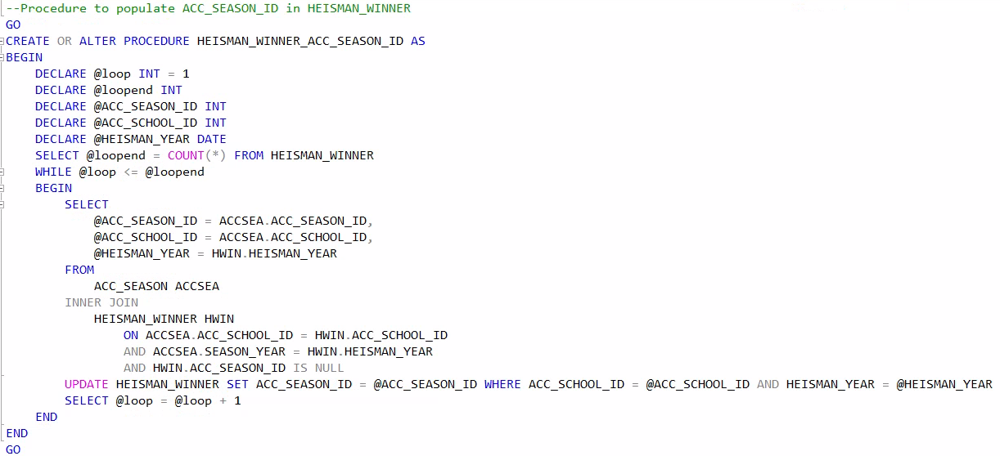 --Procedure to populate ACC_SEASON_ID in HEISMAN_WINNER
GO
CREATE OR ALTER PROCEDURE HEISMAN_WINNER_ACC_SEASON_ID AS
BEGIN
    DECLARE @loop INT = 1
    DECLARE @loopend INT
    DECLARE @ACC_SEASON_ID INT
    DECLARE @ACC_SCHOOL_ID INT
    DECLARE @HEISMAN_YEAR DATE
    SELECT @loopend = COUNT(*) FROM HEISMAN_WINNER
    WHILE @loop <= @loopend
    BEGIN
        SELECT
            @ACC_SEASON_ID = ACCSEA.ACC_SEASON_ID,
            @ACC_SCHOOL_ID = ACCSEA.ACC_SCHOOL_ID,
            @HEISMAN_YEAR = HWIN.HEISMAN_YEAR
        FROM
            ACC_SEASON ACCSEA
        INNER JOIN
            HEISMAN_WINNER HWIN
                ON ACCSEA.ACC_SCHOOL_ID = HWIN.ACC_SCHOOL_ID
                AND ACCSEA.SEASON_YEAR = HWIN.HEISMAN_YEAR
                AND HWIN.ACC_SEASON_ID IS NULL
        UPDATE HEISMAN_WINNER SET ACC_SEASON_ID = @ACC_SEASON_ID WHERE ACC_SCHOOL_ID = @ACC_SCHOOL_ID AND HEISMAN_YEAR = @HEISMAN_YEAR
        SELECT @loop = @loop + 1
    END
END
GO